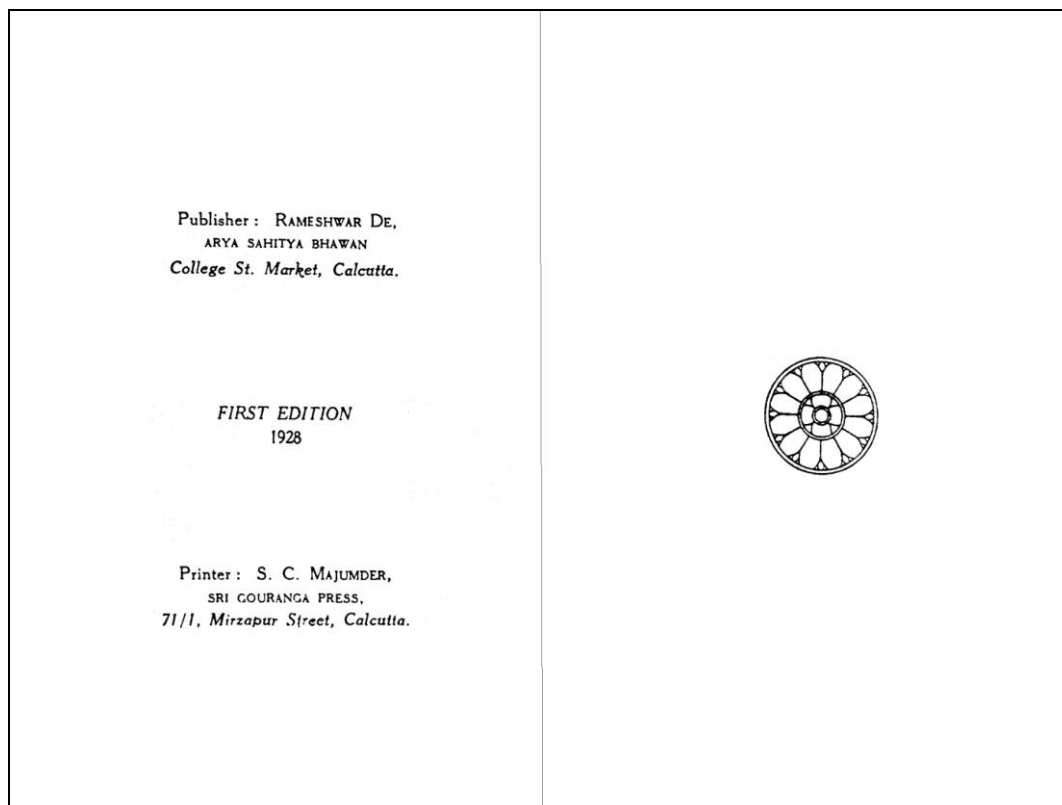 Publisher : RAMESHWAR DE,
ARYA SAHITYA BHAWAN
College St. Market, Calcutta.
FIRST EDITION
1928
Printer : S. C. MAJUMDER,
SRI GOURANGA PRESS,
71/1, Mirzapur Street, Calcutta.